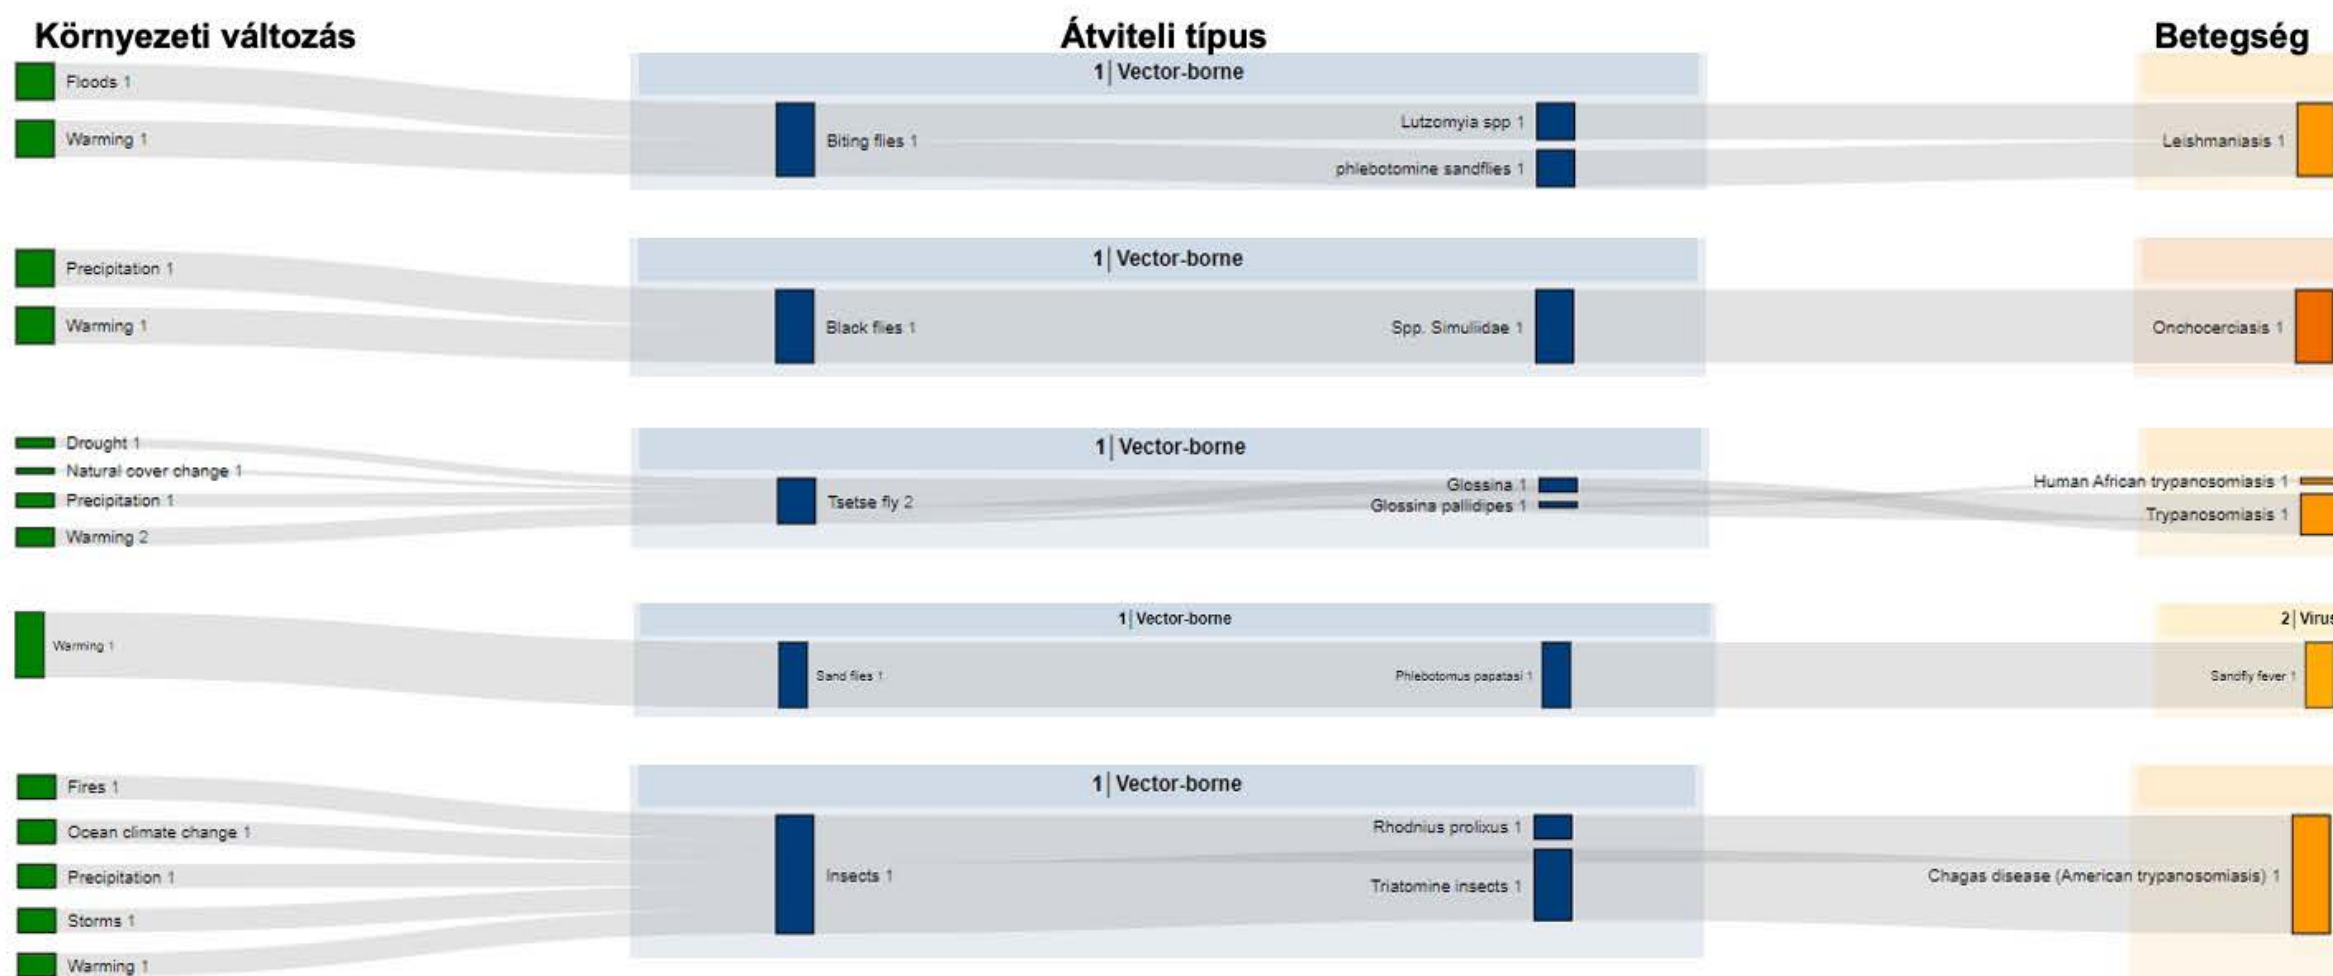 Környezeti változás Átviteli típus Betegség
1| Vector-borne
Floods 1
Warming 1
Biting flies 1
Lutzomyia spp 1
phlebotomine sandflies 1
Leishmaniasis 1
1| Vector-borne
Precipitation 1
Warming 1
Black flies 1
Spp. Simuliidae 1
Onchocerciasis 1
1| Vector-borne
Drought 1
Natural cover change 1
Precipitation 1
Warming 2
Tsetse fly 2
Glossina 1
Glossina pallidipes 1
Human African trypanosomiasis 1
Trypanosomiasis 1
1| Vector-borne
2| Virus
Warming 1
Sand flies 1
Phlebotomus papatasi 1
Sandfly fever 1
1| Vector-borne
Fires 1
Ocean climate change 1
Precipitation 1
Storms 1
Warming 1
Insects 1
Rhodnius prolixus 1
Triatomine insects 1
Chagas disease (American trypanosomiasis) 1